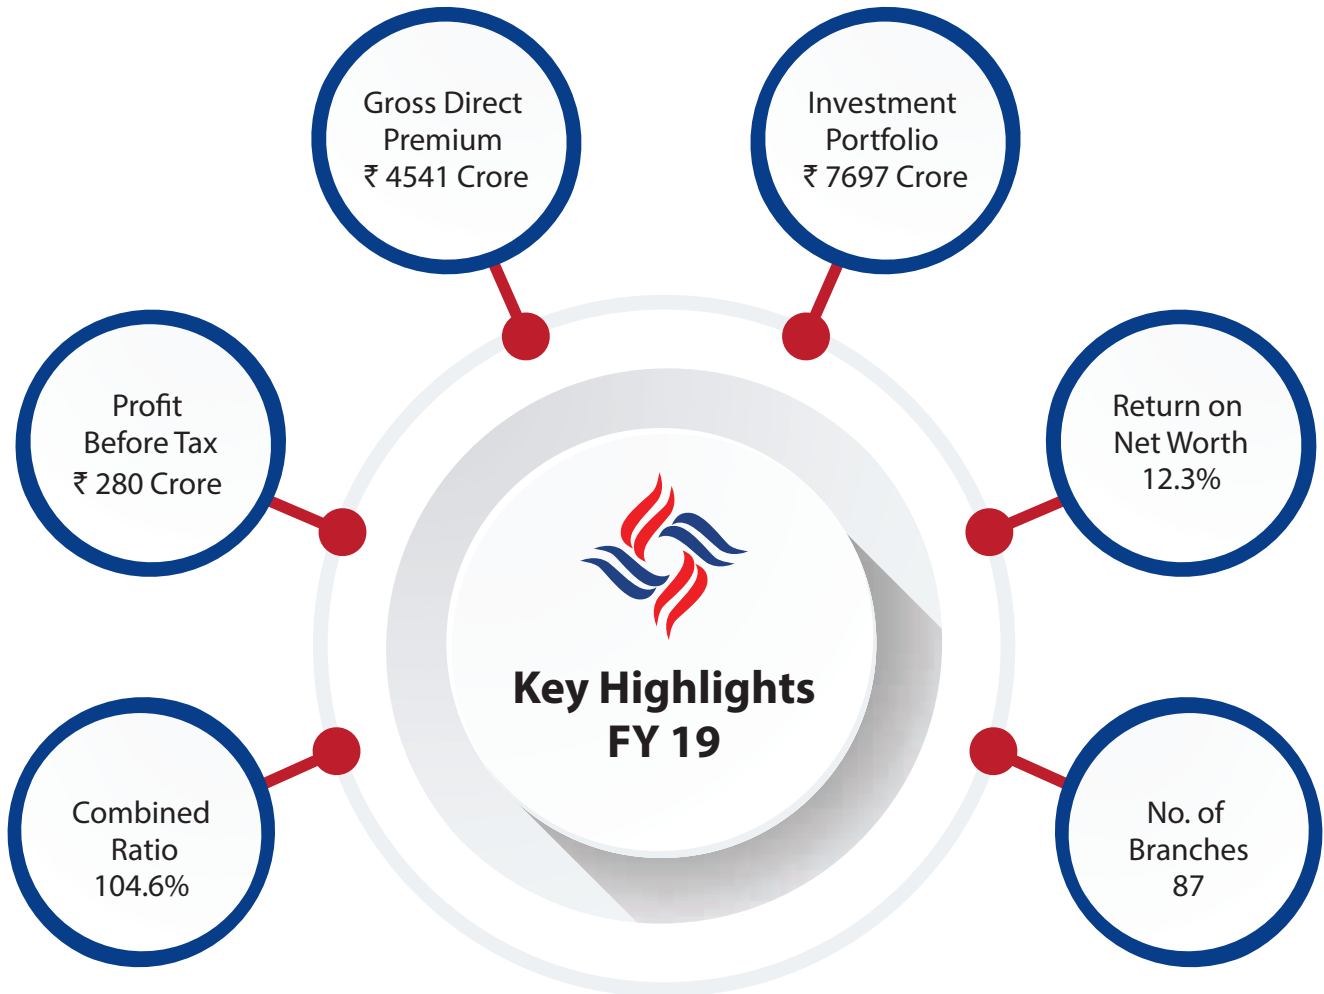 Gross Direct
Premium
₹ 4541 Crore
Investment
Portfolio
₹ 7697 Crore
Profit
Before Tax
₹ 280 Crore
Return on
Net Worth
12.3%
Key Highlights
FY 19
Combined
Ratio
104.6%
No. of
Branches
87